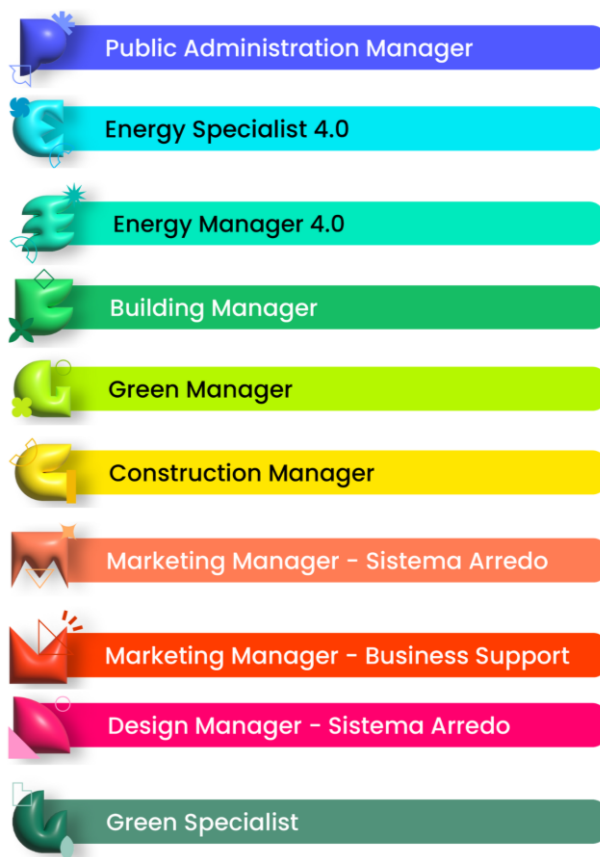 Public Administration Manager
Energy Specialist 4.0
Energy Manager 4.0
Building Manager
Green Manager
Construction Manager
Marketing Manager - Sistema Arredo
Marketing Manager - Business Support
Design Manager - Sistema Arredo
Green Specialist